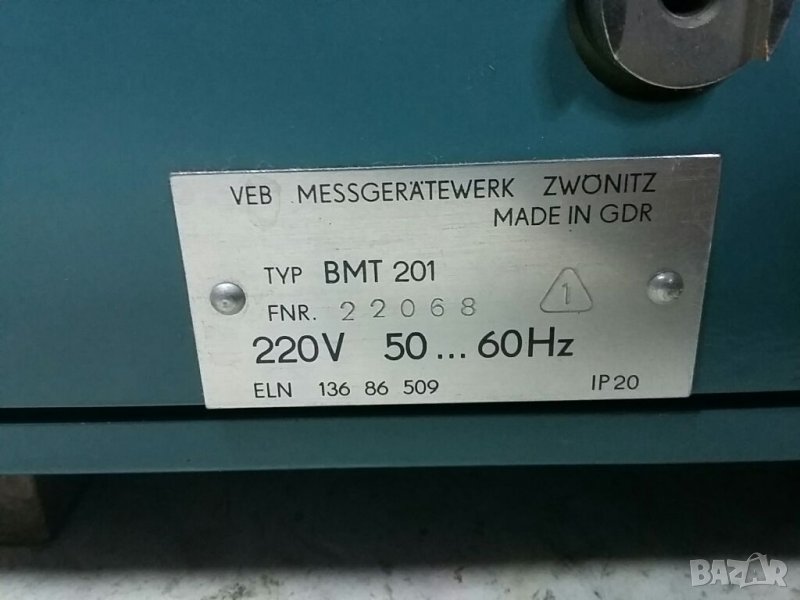 VEB MESSGERÄTEWERK ZWÖNITZ
MADE IN GDR
TYP BMT 201
FNR. 22068
1
220V 50...60Hz
ELN 136 86 509 IP20
BAZAR